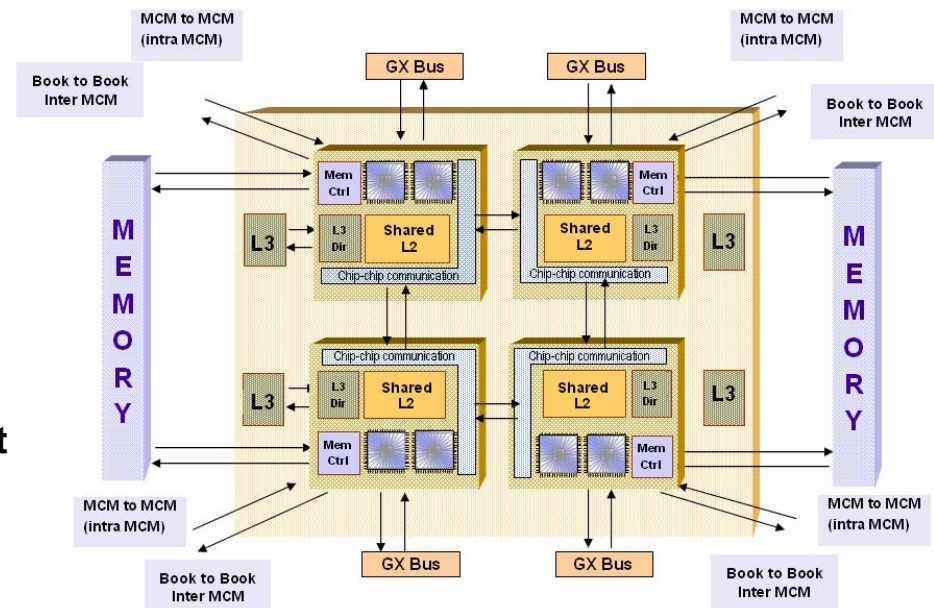 MCM to MCM
(intra MCM)
MCM to MCM
(intra MCM)
GX Bus
GX Bus
Book to Book
Inter MCM
Book to Book
Inter MCM
MEMORY
Mem
Ctrl
L3
L3
Dir
Shared
L2
Chip-chip communication
Mem
Ctrl
Shared
L2
L3
Dir
L3
Chip-chip communication
MEMORY
Chip-chip communication
L3
L3
Dir
Shared
L2
Mem
Ctrl
Chip-chip communication
Shared
L2
L3
Dir
L3
Mem
Ctrl
t
MCM to MCM
(intra MCM)
MCM to MCM
(intra MCM)
GX Bus
GX Bus
Book to Book
Inter MCM
Book to Book
Inter MCM